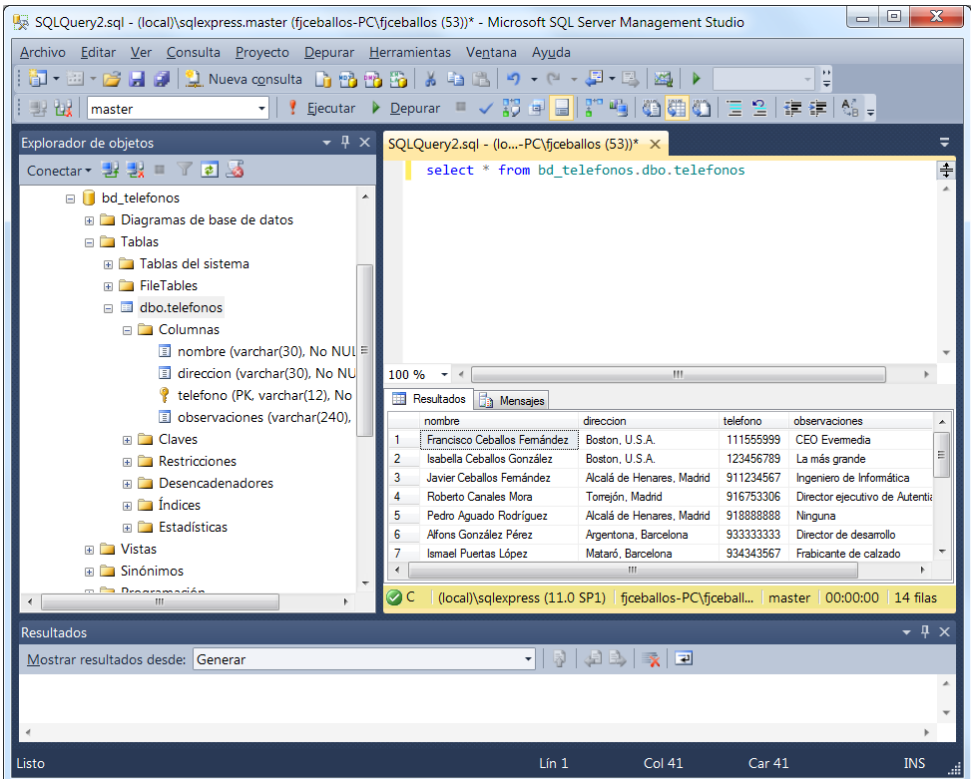 SQLQuery2.sql - (local)\sqlexpress.master (fjceballos-PC\fjceballos (53))* - Microsoft SQL Server Management Studio
Archivo Editar Ver Consulta Proyecto Depurar Herramientas Ventana Ayuda
Nueva consulta
master Ejecutar Depurar
Explorador de objetos
Conectar
bd_telefonos
Diagramas de base de datos
Tablas
Tablas del sistema
FileTables
dbo.telefonos
Columnas
nombre (varchar(30), No NUL
direccion (varchar(30), No NU
telefono (PK, varchar(12), No
observaciones (varchar(240),
Claves
Restricciones
Desencadenadores
Índices
Estadísticas
Vistas
Sinónimos
Programación
SQLQuery2.sql - (lo...-PC\fjceballos (53))*
select * from bd_telefonos.dbo.telefonos
100 %
Resultados Mensajes
nombre direccion telefono observaciones
1 Francisco Ceballos Fernández Boston, U.S.A. 111555999 CEO Evermedia
2 Isabella Ceballos González Boston, U.S.A. 123456789 La más grande
3 Javier Ceballos Fernández Alcalá de Henares, Madrid 911234567 Ingeniero de Informática
4 Roberto Canales Mora Torrejón, Madrid 916753306 Director ejecutivo de Autentia
5 Pedro Aguado Rodríguez Alcalá de Henares, Madrid 918888888 Ninguna
6 Alfons González Pérez Argentona, Barcelona 933333333 Director de desarrollo
7 Ismael Puertas López Mataró, Barcelona 934343567 Frabicante de calzado
C (local)\sqlexpress (11.0 SP1) fjceballos-PC\fjceball... master 00:00:00 14 filas
Resultados
Mostrar resultados desde: Generar
Listo Lín 1 Col 41 Car 41 INS